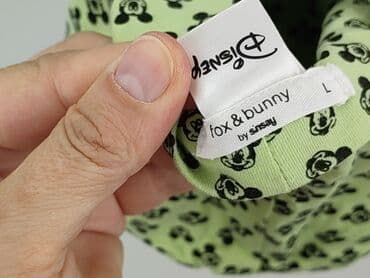 Disney
fox & bunny
by sinsay
L